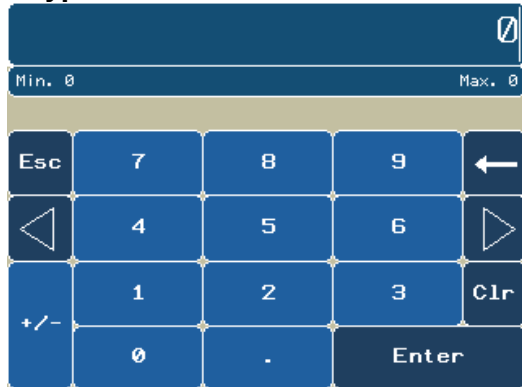 0
Min. 0 Max. 0
Esc 7 8 9 ←
4 5 6
1 2 3 Clr
+/-
0 . Enter